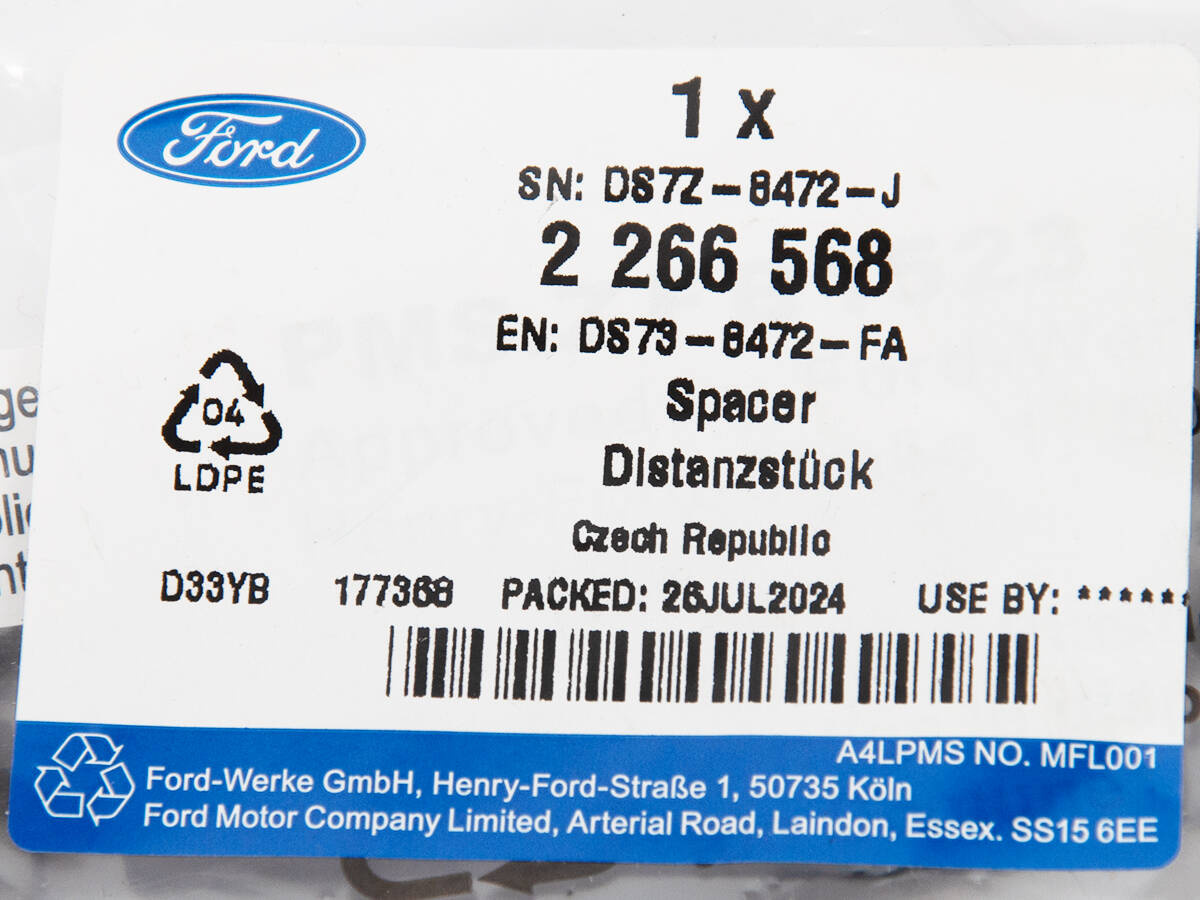 Ford
1 x
SN: DS7Z-8472-J
2 266 568
EN: DS73-8472-FA
Spacer
Distanzstück
04
LDPE
Czech Republic
D33YB 177368 PACKED: 26JUL2024 USE BY: ******
A4LPMS NO. MFL001
Ford-Werke GmbH, Henry-Ford-Straße 1, 50735 Köln
Ford Motor Company Limited, Arterial Road, Laindon, Essex. SS15 6EE